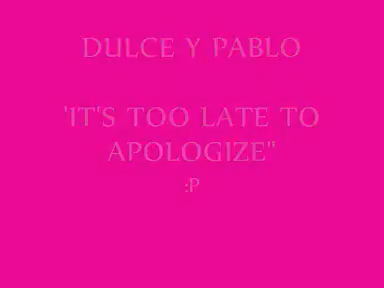 DULCE Y PABLO
'IT'S TOO LATE TO
APOLOGIZE"
:P